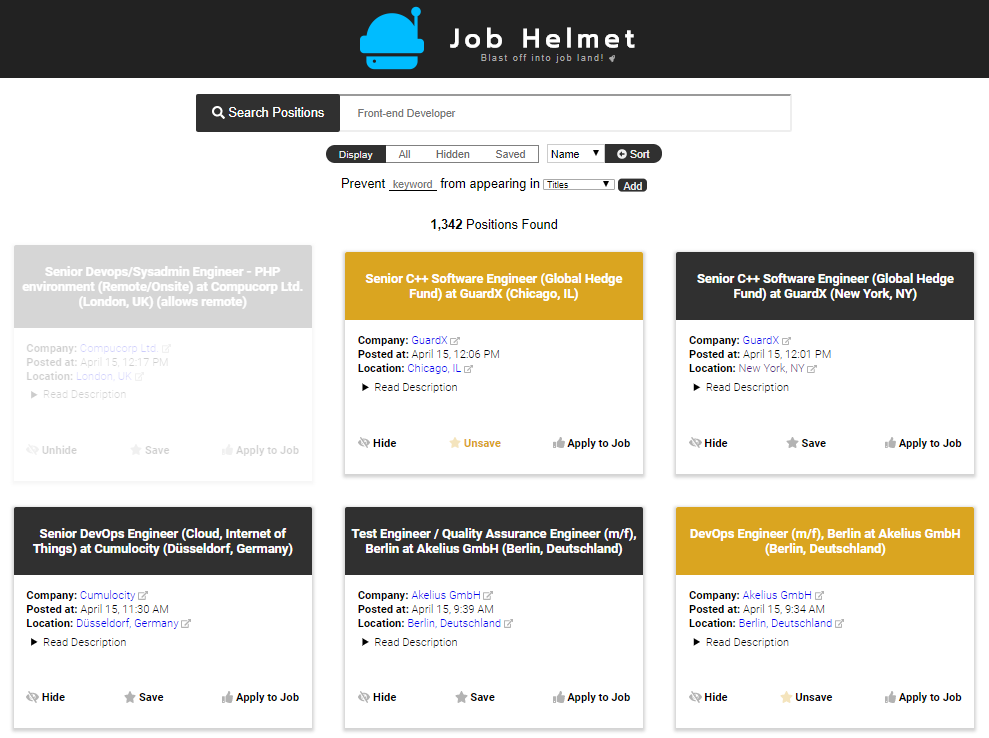 Job Helmet
Blast off into job land!
Search Positions Front-end Developer
Display All Hidden Saved Name Sort
Prevent keyword from appearing in Titles Add
1,342 Positions Found
Senior Devops/Sysadmin Engineer - PHP
environment (Remote/Onsite) at Compucorp Ltd.
(London, UK) (allows remote)
Company: Compucorp Ltd.
Posted at: April 15, 12:17 PM
Location: London, UK
Read Description
Unhide Save Apply to Job
Senior C++ Software Engineer (Global Hedge
Fund) at GuardX (Chicago, IL)
Company: GuardX
Posted at: April 15, 12:06 PM
Location: Chicago, IL
Read Description
Hide Unsave Apply to Job
Senior C++ Software Engineer (Global Hedge
Fund) at GuardX (New York, NY)
Company: GuardX
Posted at: April 15, 12:01 PM
Location: New York, NY
Read Description
Hide Save Apply to Job
Senior DevOps Engineer (Cloud, Internet of
Things) at Cumulocity (Düsseldorf, Germany)
Company: Cumulocity
Posted at: April 15, 11:30 AM
Location: Düsseldorf, Germany
Read Description
Hide Save Apply to Job
Test Engineer / Quality Assurance Engineer (m/f),
Berlin at Akelius GmbH (Berlin, Deutschland)
Company: Akelius GmbH
Posted at: April 15, 9:39 AM
Location: Berlin, Deutschland
Read Description
Hide Save Apply to Job
DevOps Engineer (m/f), Berlin at Akelius GmbH
(Berlin, Deutschland)
Company: Akelius GmbH
Posted at: April 15, 9:34 AM
Location: Berlin, Deutschland
Read Description
Hide Unsave Apply to Job